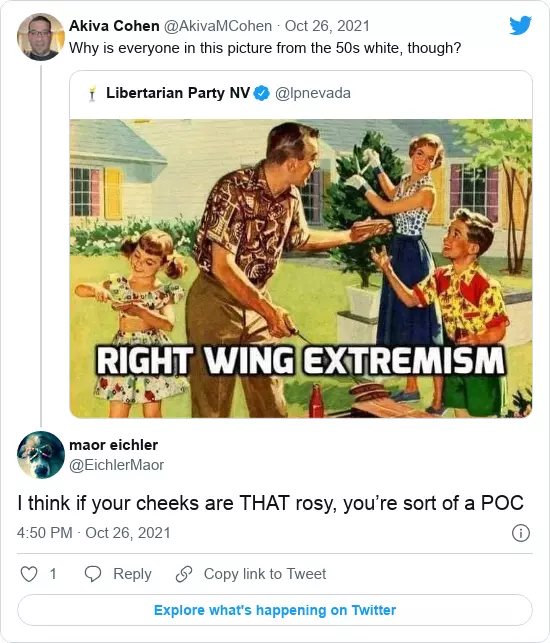 Akiva Cohen @AkivaMCohen · Oct 26, 2021
Why is everyone in this picture from the 50s white, though?
Libertarian Party NV @lpnevada
RIGHT WING EXTREMISM
maor eichler
@EichlerMaor
I think if your cheeks are THAT rosy, you’re sort of a POC
4:50 PM · Oct 26, 2021
1 Reply Copy link to Tweet
Explore what's happening on Twitter